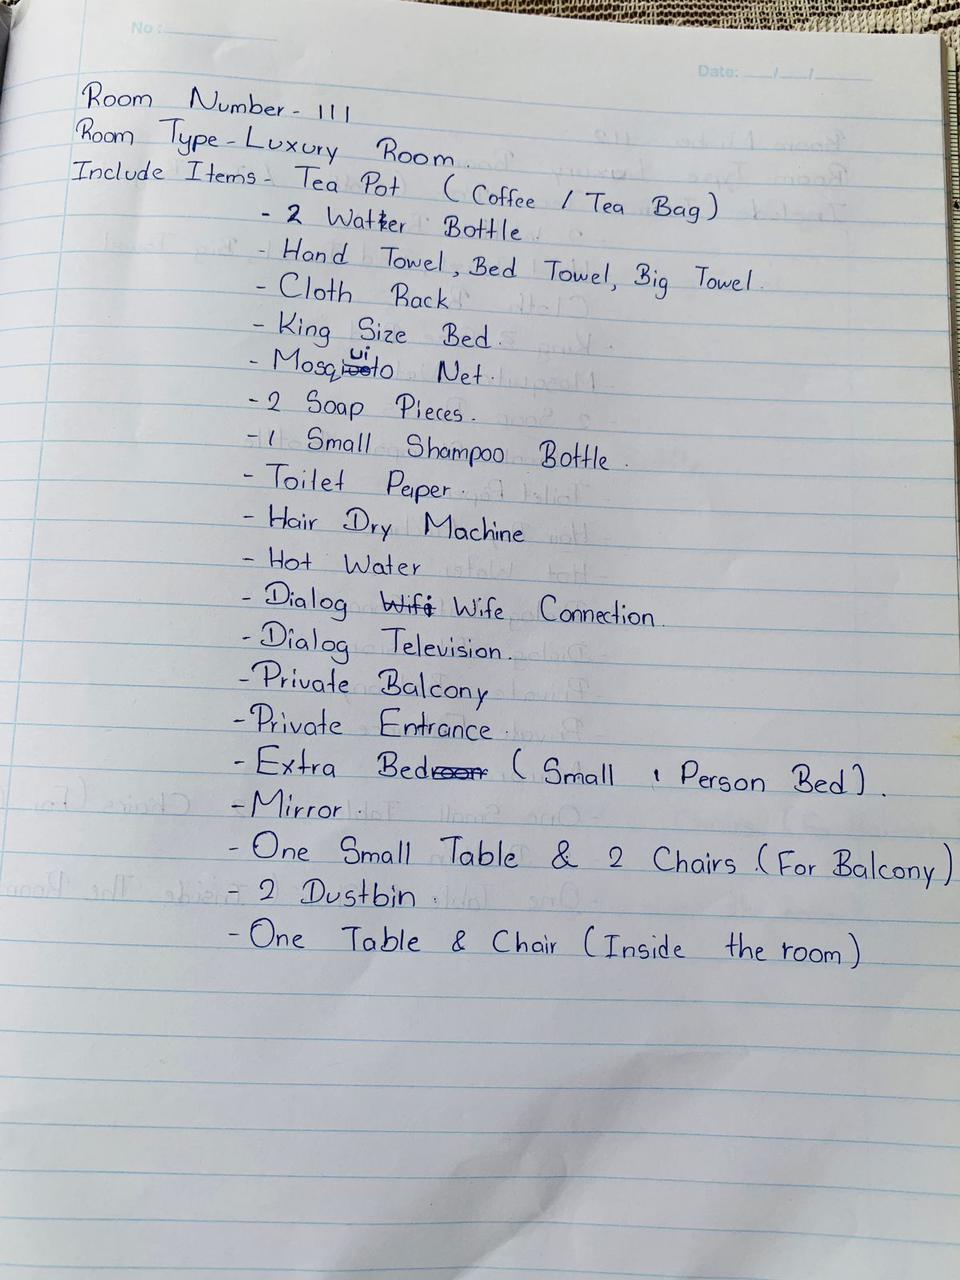 No :
Date: __/__/____
Room Number - 111
Room Type - Luxury Room.
Include Items - Tea Pot (Coffee / Tea Bag)
- 2 Watter Bottle.
- Hand Towel, Bed Towel, Big Towel.
- Cloth Rack
- King Size Bed.
- Mosquito Net.
- 2 Soap Pieces.
- 1 Small Shampoo Bottle.
- Toilet Paper.
- Hair Dry Machine
- Hot Water
- Dialog Wifi Wife Connection.
- Dialog Television.
- Private Balcony
- Private Entrance.
- Extra Bedroom (Small 1 Person Bed).
- Mirror.
- One Small Table & 2 Chairs (For Balcony)
- 2 Dustbin.
- One Table & Chair (Inside the room)